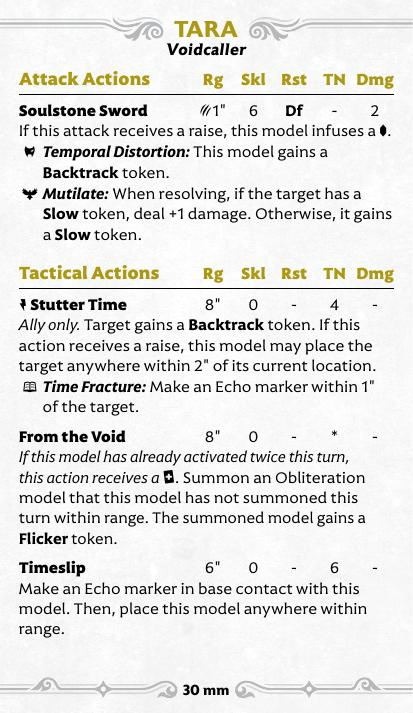 TARA
Voidcaller
Attack Actions Rg Skl Rst TN Dmg
Soulstone Sword 1" 6 Df - 2
If this attack receives a raise, this model infuses a .
Temporal Distortion: This model gains a
Backtrack token.
Mutilate: When resolving, if the target has a
Slow token, deal +1 damage. Otherwise, it gains
a Slow token.
Tactical Actions Rg Skl Rst TN Dmg
Stutter Time 8" 0 - 4 -
Ally only. Target gains a Backtrack token. If this
action receives a raise, this model may place the
target anywhere within 2" of its current location.
Time Fracture: Make an Echo marker within 1"
of the target.
From the Void 8" 0 - * -
If this model has already activated twice this turn,
this action receives a . Summon an Obliteration
model that this model has not summoned this
turn within range. The summoned model gains a
Flicker token.
Timeslip 6" 0 - 6 -
Make an Echo marker in base contact with this
model. Then, place this model anywhere within
range.
30 mm